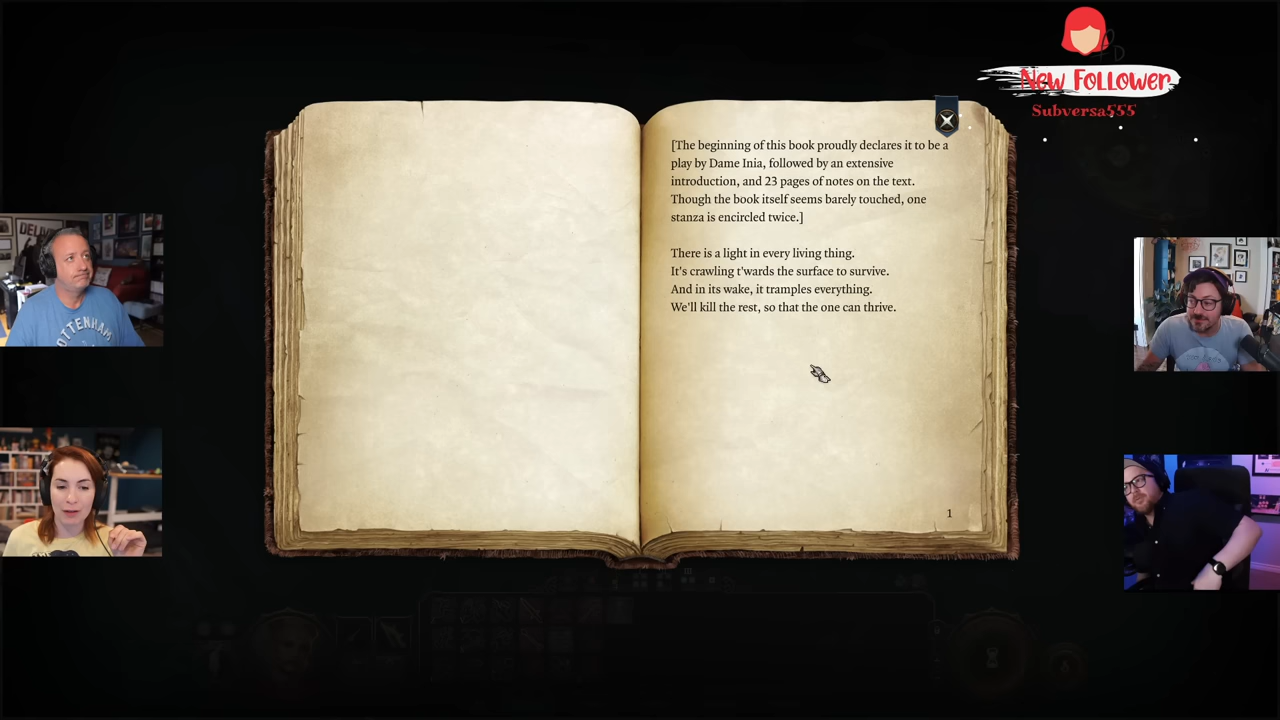 New Follower
Subversa555
[The beginning of this book proudly declares it to be a
play by Dame Inia, followed by an extensive
introduction, and 23 pages of notes on the text.
Though the book itself seems barely touched, one
stanza is encircled twice.]
There is a light in every living thing.
It's crawling t'wards the surface to survive.
And in its wake, it tramples everything.
We'll kill the rest, so that the one can thrive.
1